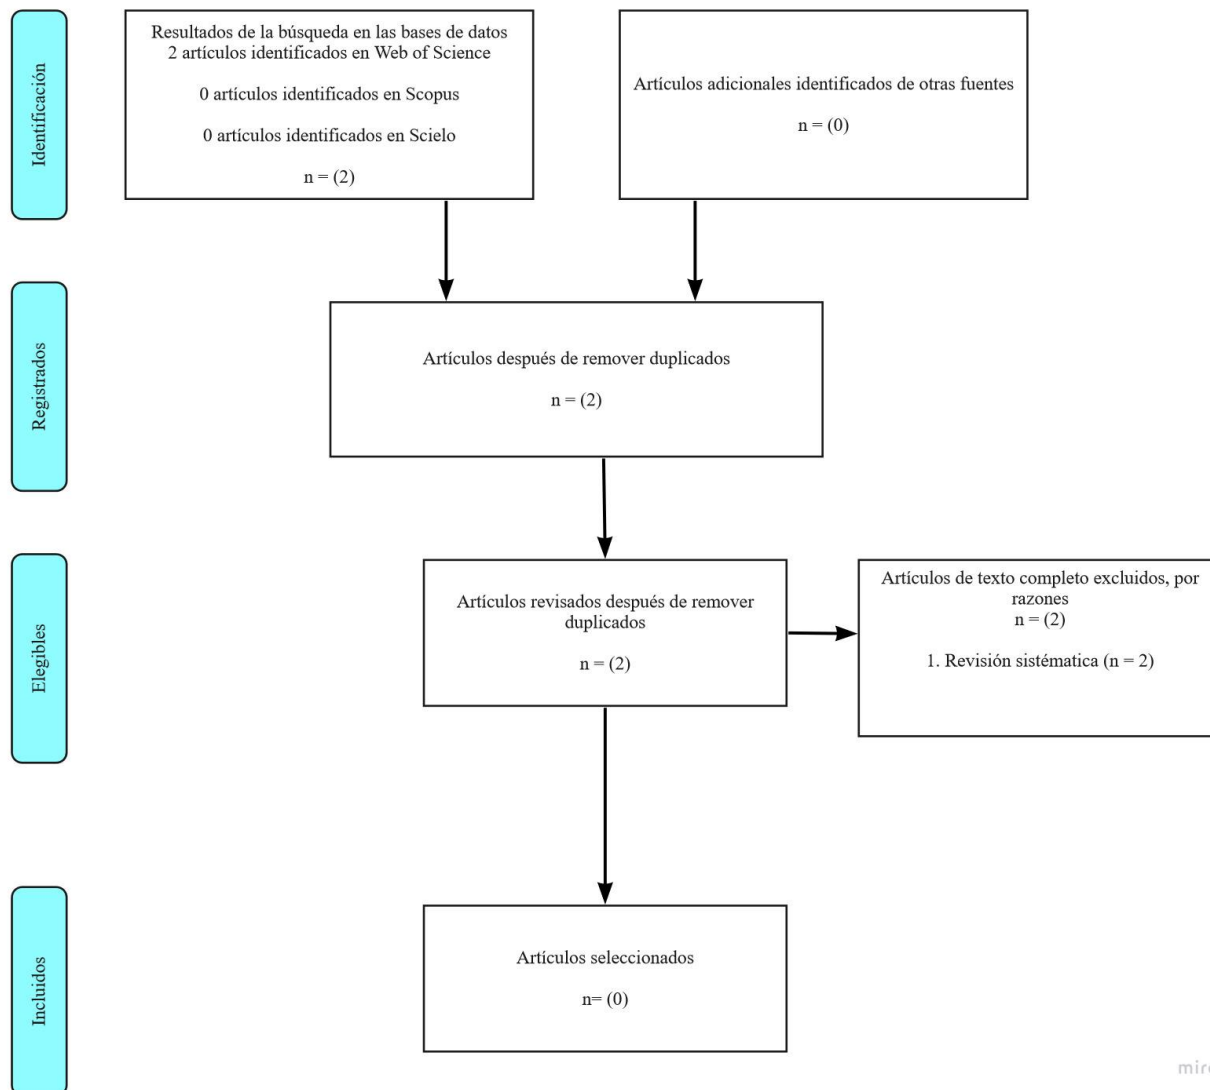 Identificación
Resultados de la búsqueda en las bases de datos
2 artículos identificados en Web of Science
0 artículos identificados en Scopus
0 artículos identificados en Scielo
n = (2)
Artículos adicionales identificados de otras fuentes
n = (0)
Registrados
Artículos después de remover duplicados
n = (2)
Elegibles
Artículos revisados después de remover
duplicados
n = (2)
Artículos de texto completo excluidos, por
razones
n = (2)
1. Revisión sistématica (n = 2)
Incluidos
Artículos seleccionados
n= (0)